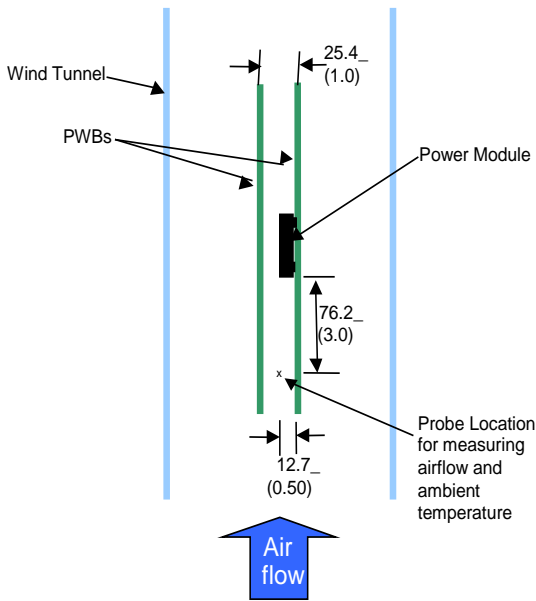 25.4_
(1.0)
Wind Tunnel
PWBs
Power Module
76.2_
(3.0)
x
Probe Location
for measuring
airflow and
ambient
temperature
12.7_
(0.50)
Air
flow